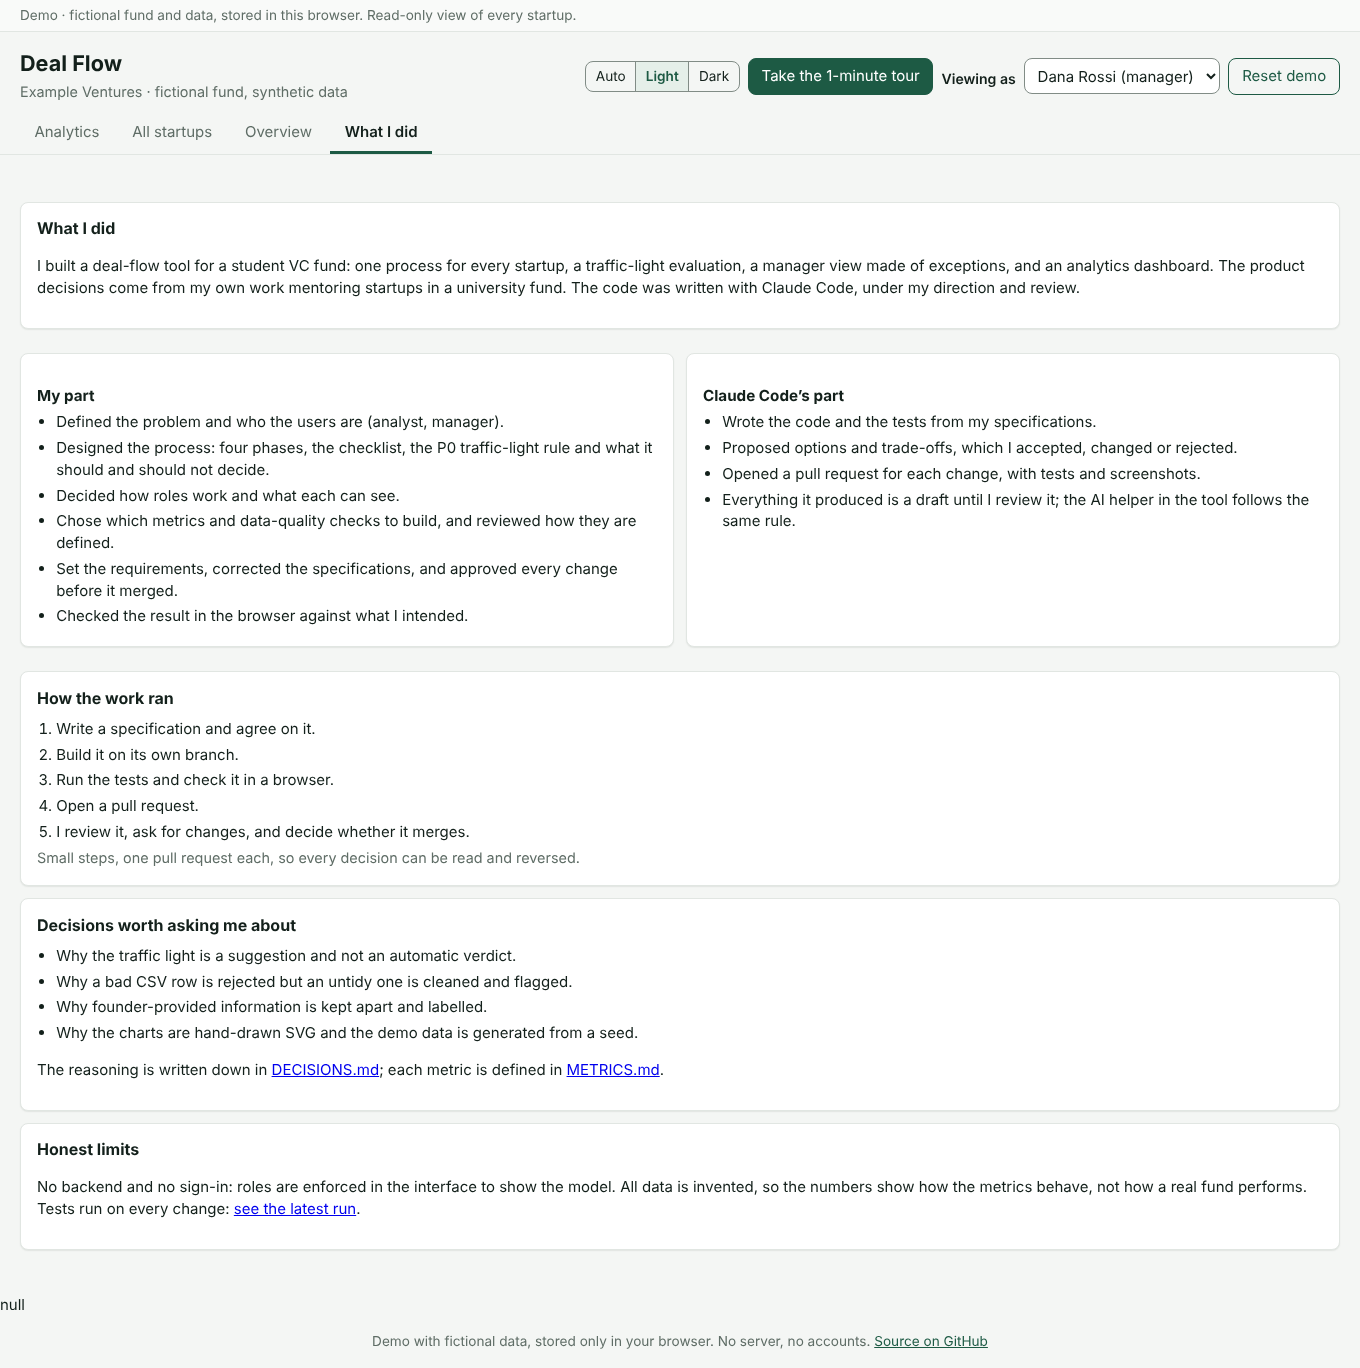 Demo · fictional fund and data, stored in this browser. Read-only view of every startup.
Deal Flow
Example Ventures · fictional fund, synthetic data
Auto Light Dark
Take the 1-minute tour
Viewing as
Dana Rossi (manager)
Reset demo
Analytics
All startups
Overview
What I did
What I did
I built a deal-flow tool for a student VC fund: one process for every startup, a traffic-light evaluation, a manager view made of exceptions, and an analytics dashboard. The product
decisions come from my own work mentoring startups in a university fund. The code was written with Claude Code, under my direction and review.
My part
• Defined the problem and who the users are (analyst, manager).
• Designed the process: four phases, the checklist, the P0 traffic-light rule and what it
should and should not decide.
• Decided how roles work and what each can see.
• Chose which metrics and data-quality checks to build, and reviewed how they are
defined.
• Set the requirements, corrected the specifications, and approved every change
before it merged.
• Checked the result in the browser against what I intended.
Claude Code’s part
• Wrote the code and the tests from my specifications.
• Proposed options and trade-offs, which I accepted, changed or rejected.
• Opened a pull request for each change, with tests and screenshots.
• Everything it produced is a draft until I review it; the AI helper in the tool follows the
same rule.
How the work ran
1. Write a specification and agree on it.
2. Build it on its own branch.
3. Run the tests and check it in a browser.
4. Open a pull request.
5. I review it, ask for changes, and decide whether it merges.
Small steps, one pull request each, so every decision can be read and reversed.
Decisions worth asking me about
• Why the traffic light is a suggestion and not an automatic verdict.
• Why a bad CSV row is rejected but an untidy one is cleaned and flagged.
• Why founder-provided information is kept apart and labelled.
• Why the charts are hand-drawn SVG and the demo data is generated from a seed.
The reasoning is written down in DECISIONS.md; each metric is defined in METRICS.md.
Honest limits
No backend and no sign-in: roles are enforced in the interface to show the model. All data is invented, so the numbers show how the metrics behave, not how a real fund performs.
Tests run on every change: see the latest run.
null
Demo with fictional data, stored only in your browser. No server, no accounts. Source on GitHub